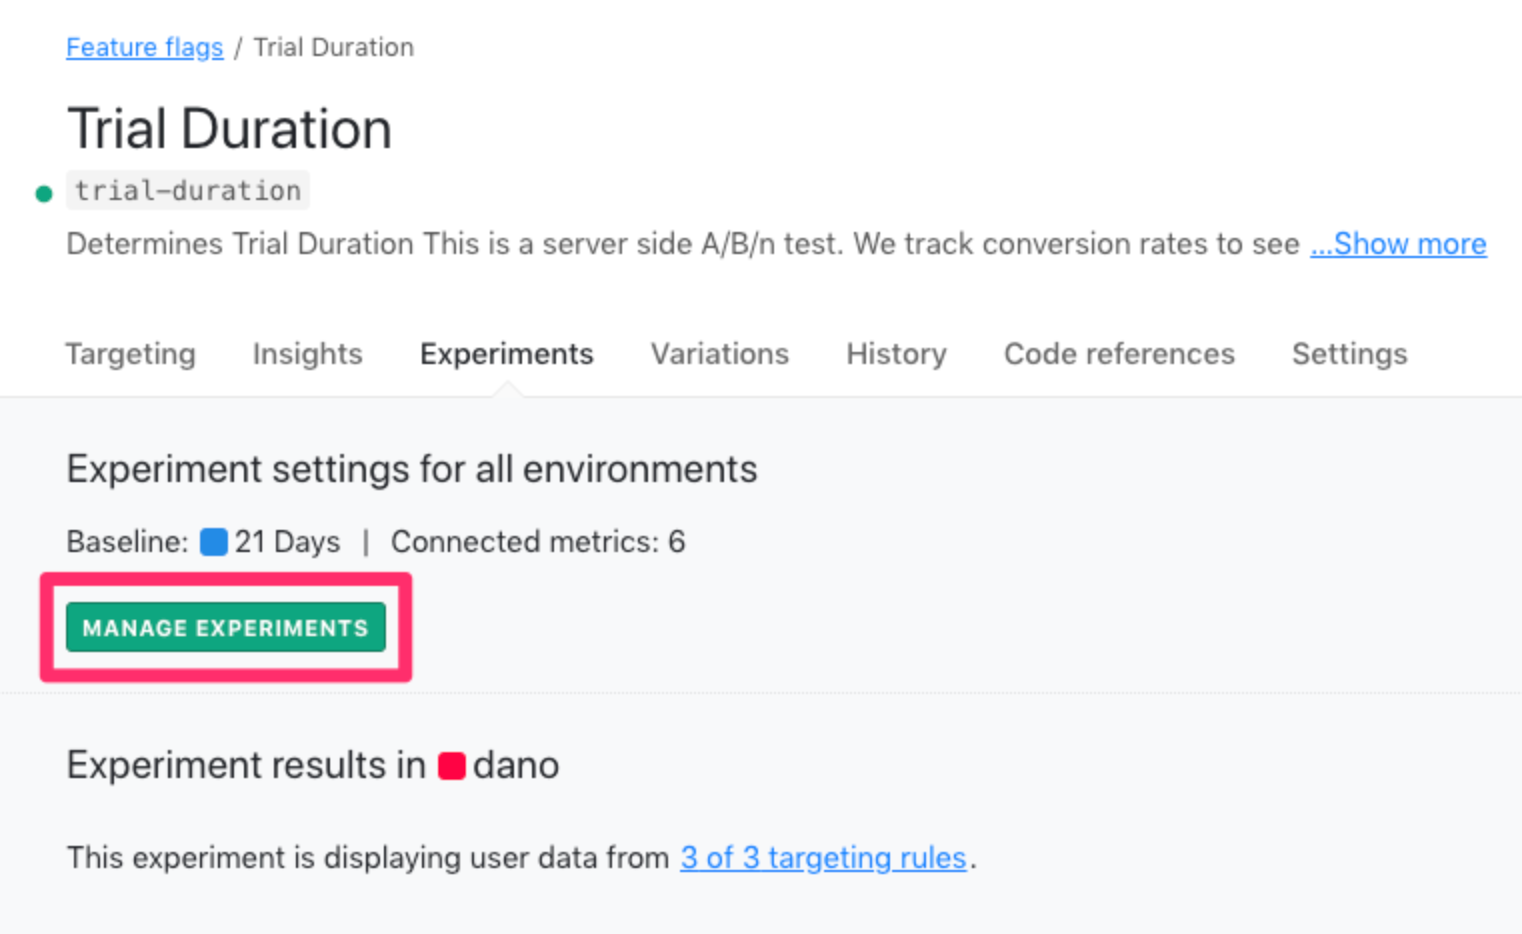 Feature flags / Trial Duration
Trial Duration
trial-duration
Determines Trial Duration This is a server side A/B/n test. We track conversion rates to see ...Show more
Targeting Insights Experiments Variations History Code references Settings
Experiment settings for all environments
Baseline: 21 Days | Connected metrics: 6
MANAGE EXPERIMENTS
Experiment results in dano
This experiment is displaying user data from 3 of 3 targeting rules.